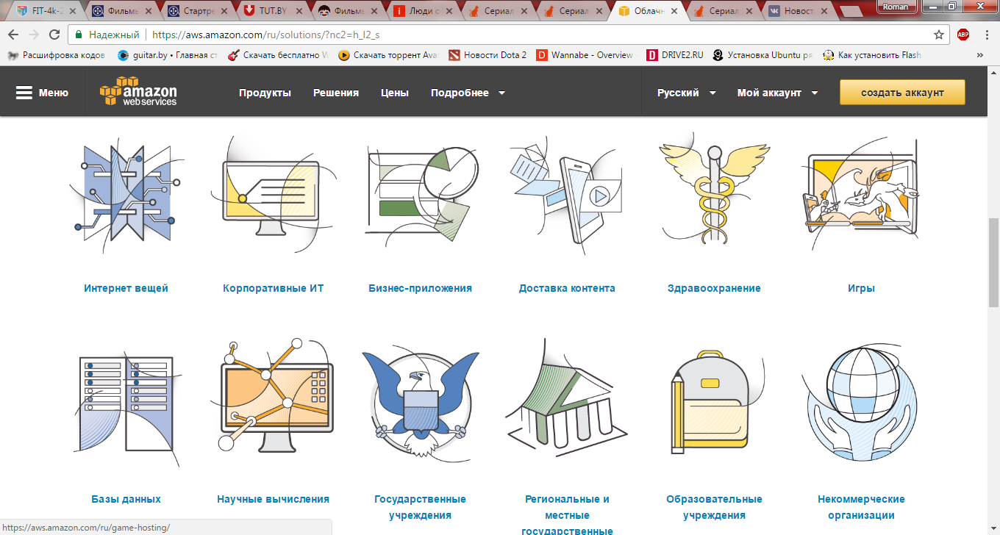 FIT-4k-2
Фильмы
Стартре
TUT.BY
Фильмы
Люди о
Сериал
Сериал
Облачн
Сериал
Новост
Roman
Надежный https://aws.amazon.com/ru/solutions/?nc2=h_l2_s
ABP
Расшифровка кодов
guitar.by • Главная ст
Скачать бесплатно W
Скачать торрент Ava
Новости Dota 2
Wannabe - Overview
DRIVE2.RU
Установка Ubuntu ря
Как установить Flash
»
Меню
amazon
web services
Продукты Решения Цены Подробнее
Русский Мой аккаунт создать аккаунт
Интернет вещей
Корпоративные ИТ
Бизнес-приложения
Доставка контента
Здравоохранение
Игры
Базы данных
Научные вычисления
Государственные
учреждения
Региональные и
местные
государственные
Образовательные
учреждения
Некоммерческие
организации
https://aws.amazon.com/ru/game-hosting/